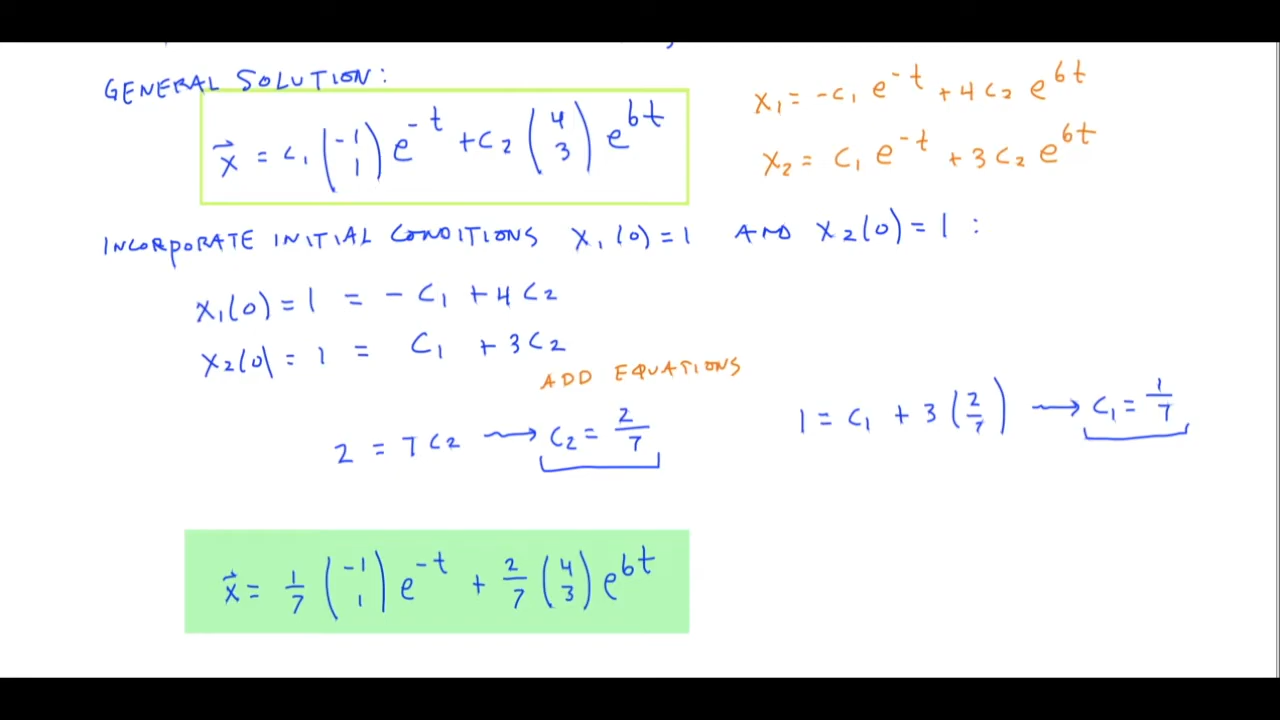 GENERAL SOLUTION:
x⃗ = c₁ (-1 1) e^-t + c₂ (4 3) e^6t
x₁ = -c₁ e^-t + 4c₂ e^6t
x₂ = c₁ e^-t + 3c₂ e^6t
INCORPORATE INITIAL CONDITIONS x₁(0) = 1 AND x₂(0) = 1 :
x₁(0) = 1 = -c₁ + 4c₂
x₂(0) = 1 = c₁ + 3c₂
ADD EQUATIONS
2 = 7c₂ → c₂ = 2/7
1 = c₁ + 3(2/7) → c₁ = 1/7
x⃗ = 1/7 (-1 1) e^-t + 2/7 (4 3) e^6t